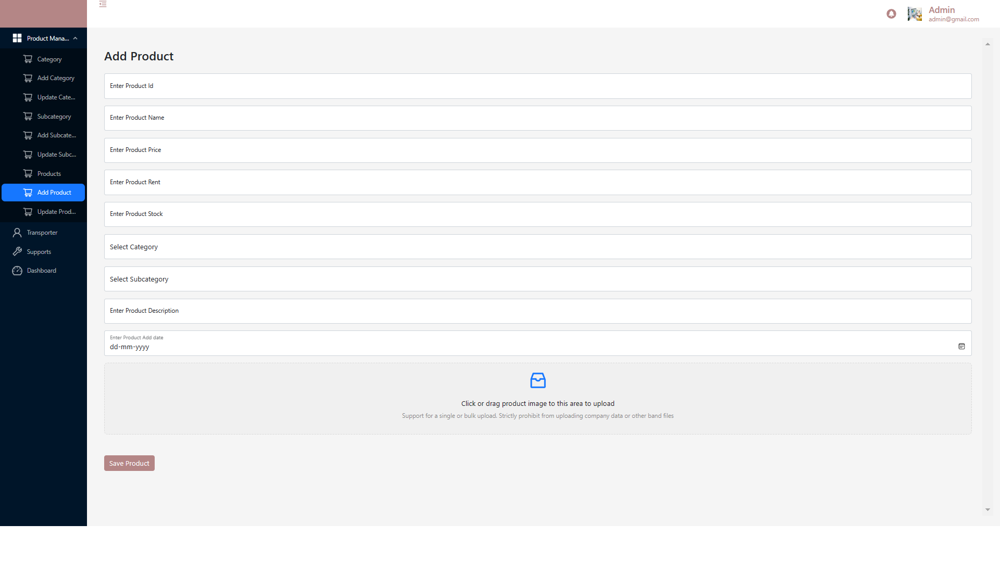 Admin
admin@gmail.com
Product Mana...
Category
Add Category
Update Cate...
Subcategory
Add Subcate...
Update Subc...
Products
Add Product
Update Prod...
Transporter
Supports
Dashboard
Add Product
Enter Product Id
Enter Product Name
Enter Product Price
Enter Product Rent
Enter Product Stock
Select Category
Select Subcategory
Enter Product Description
Enter Product Add date
dd-mm-yyyy
Click or drag product image to this area to upload
Support for a single or bulk upload. Strictly prohibit from uploading company data or other band files
Save Product